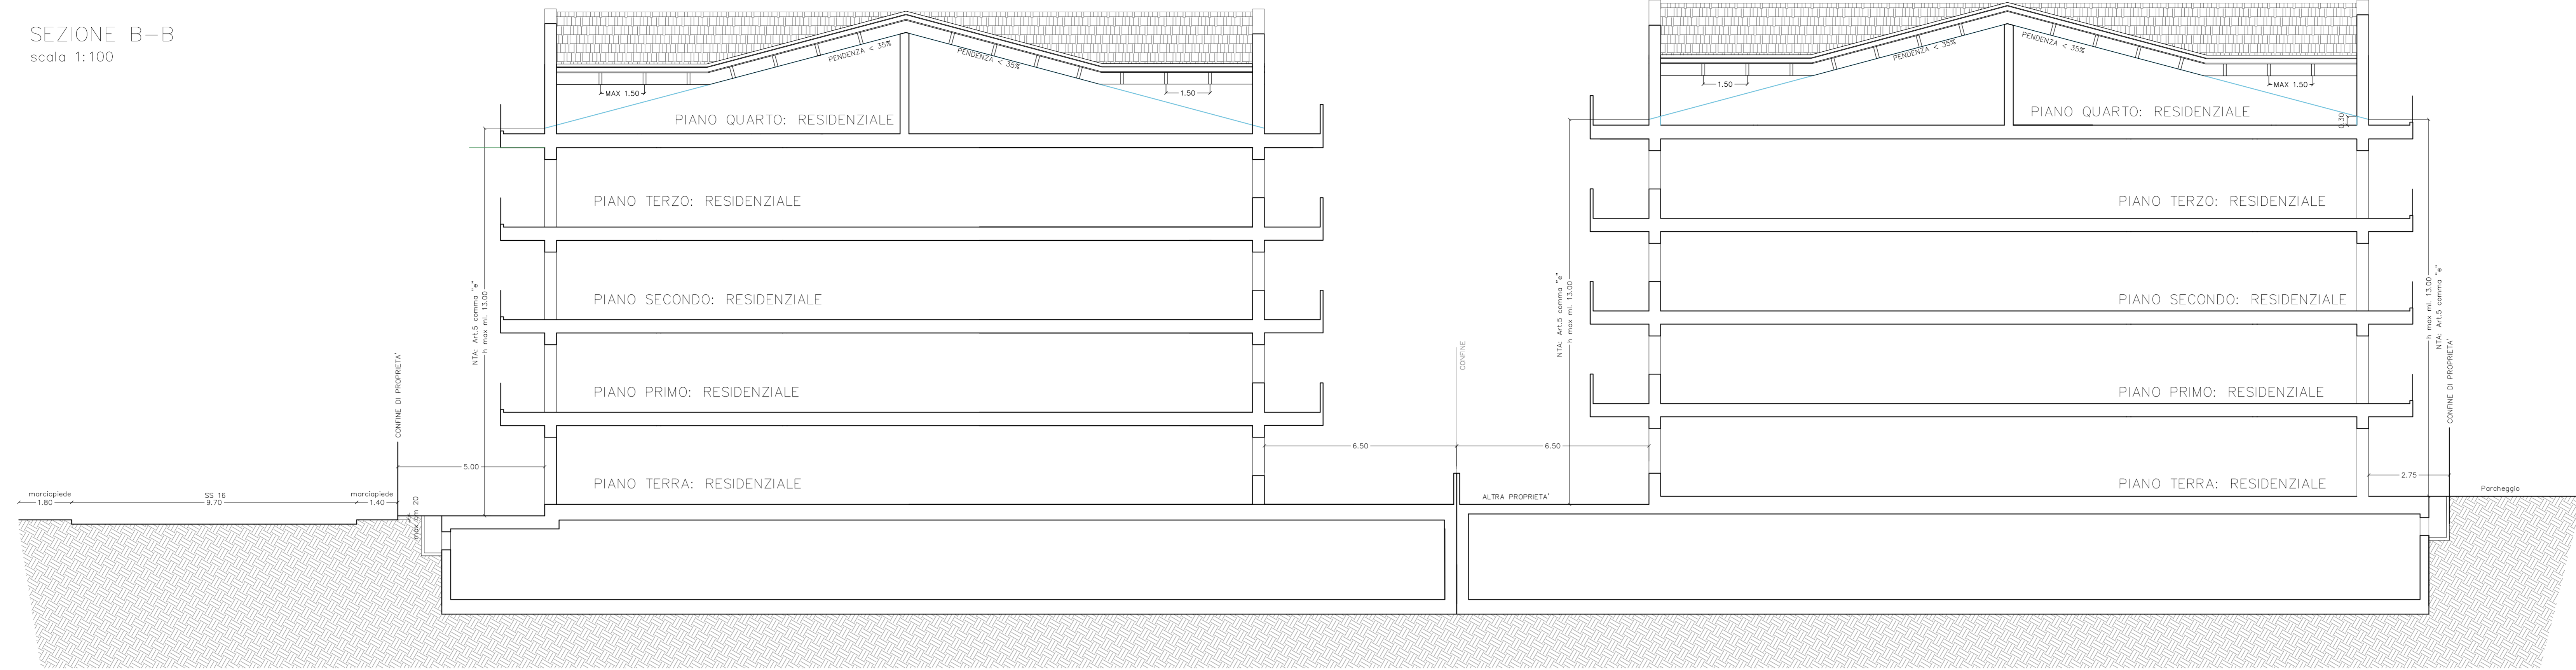 SEZIONE B-B
scala 1:100
PENDENZA < 35%
PENDENZA < 35%
PENDENZA < 35%
PENDENZA < 35%
MAX 1.50
1.50
1.50
MAX 1.50
PIANO QUARTO: RESIDENZIALE
PIANO QUARTO: RESIDENZIALE
0.30
PIANO TERZO: RESIDENZIALE
PIANO TERZO: RESIDENZIALE
PIANO SECONDO: RESIDENZIALE
PIANO SECONDO: RESIDENZIALE
NTA: Art.5 comma "e"
h max ml. 13.00
NTA: Art.5 comma "e"
h max ml. 13.00
h max ml. 13.00
NTA: Art.5 comma "e"
CONFINE DI PROPRIETA'
CONFINE
CONFINE DI PROPRIETA'
PIANO PRIMO: RESIDENZIALE
PIANO PRIMO: RESIDENZIALE
6.50
6.50
5.00
2.75
PIANO TERRA: RESIDENZIALE
PIANO TERRA: RESIDENZIALE
marciapiede
1.80
SS 16
9.70
marciapiede
1.40
max cm 20
ALTRA PROPRIETA'
Parcheggio